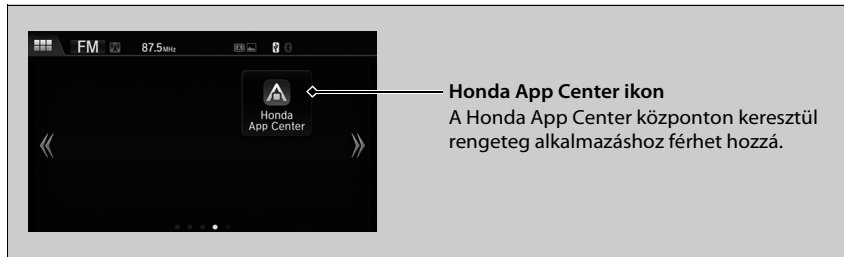 FM 87.5MHz
Honda
App Center
Honda App Center ikon
A Honda App Center központon keresztül
rengeteg alkalmazáshoz férhet hozzá.